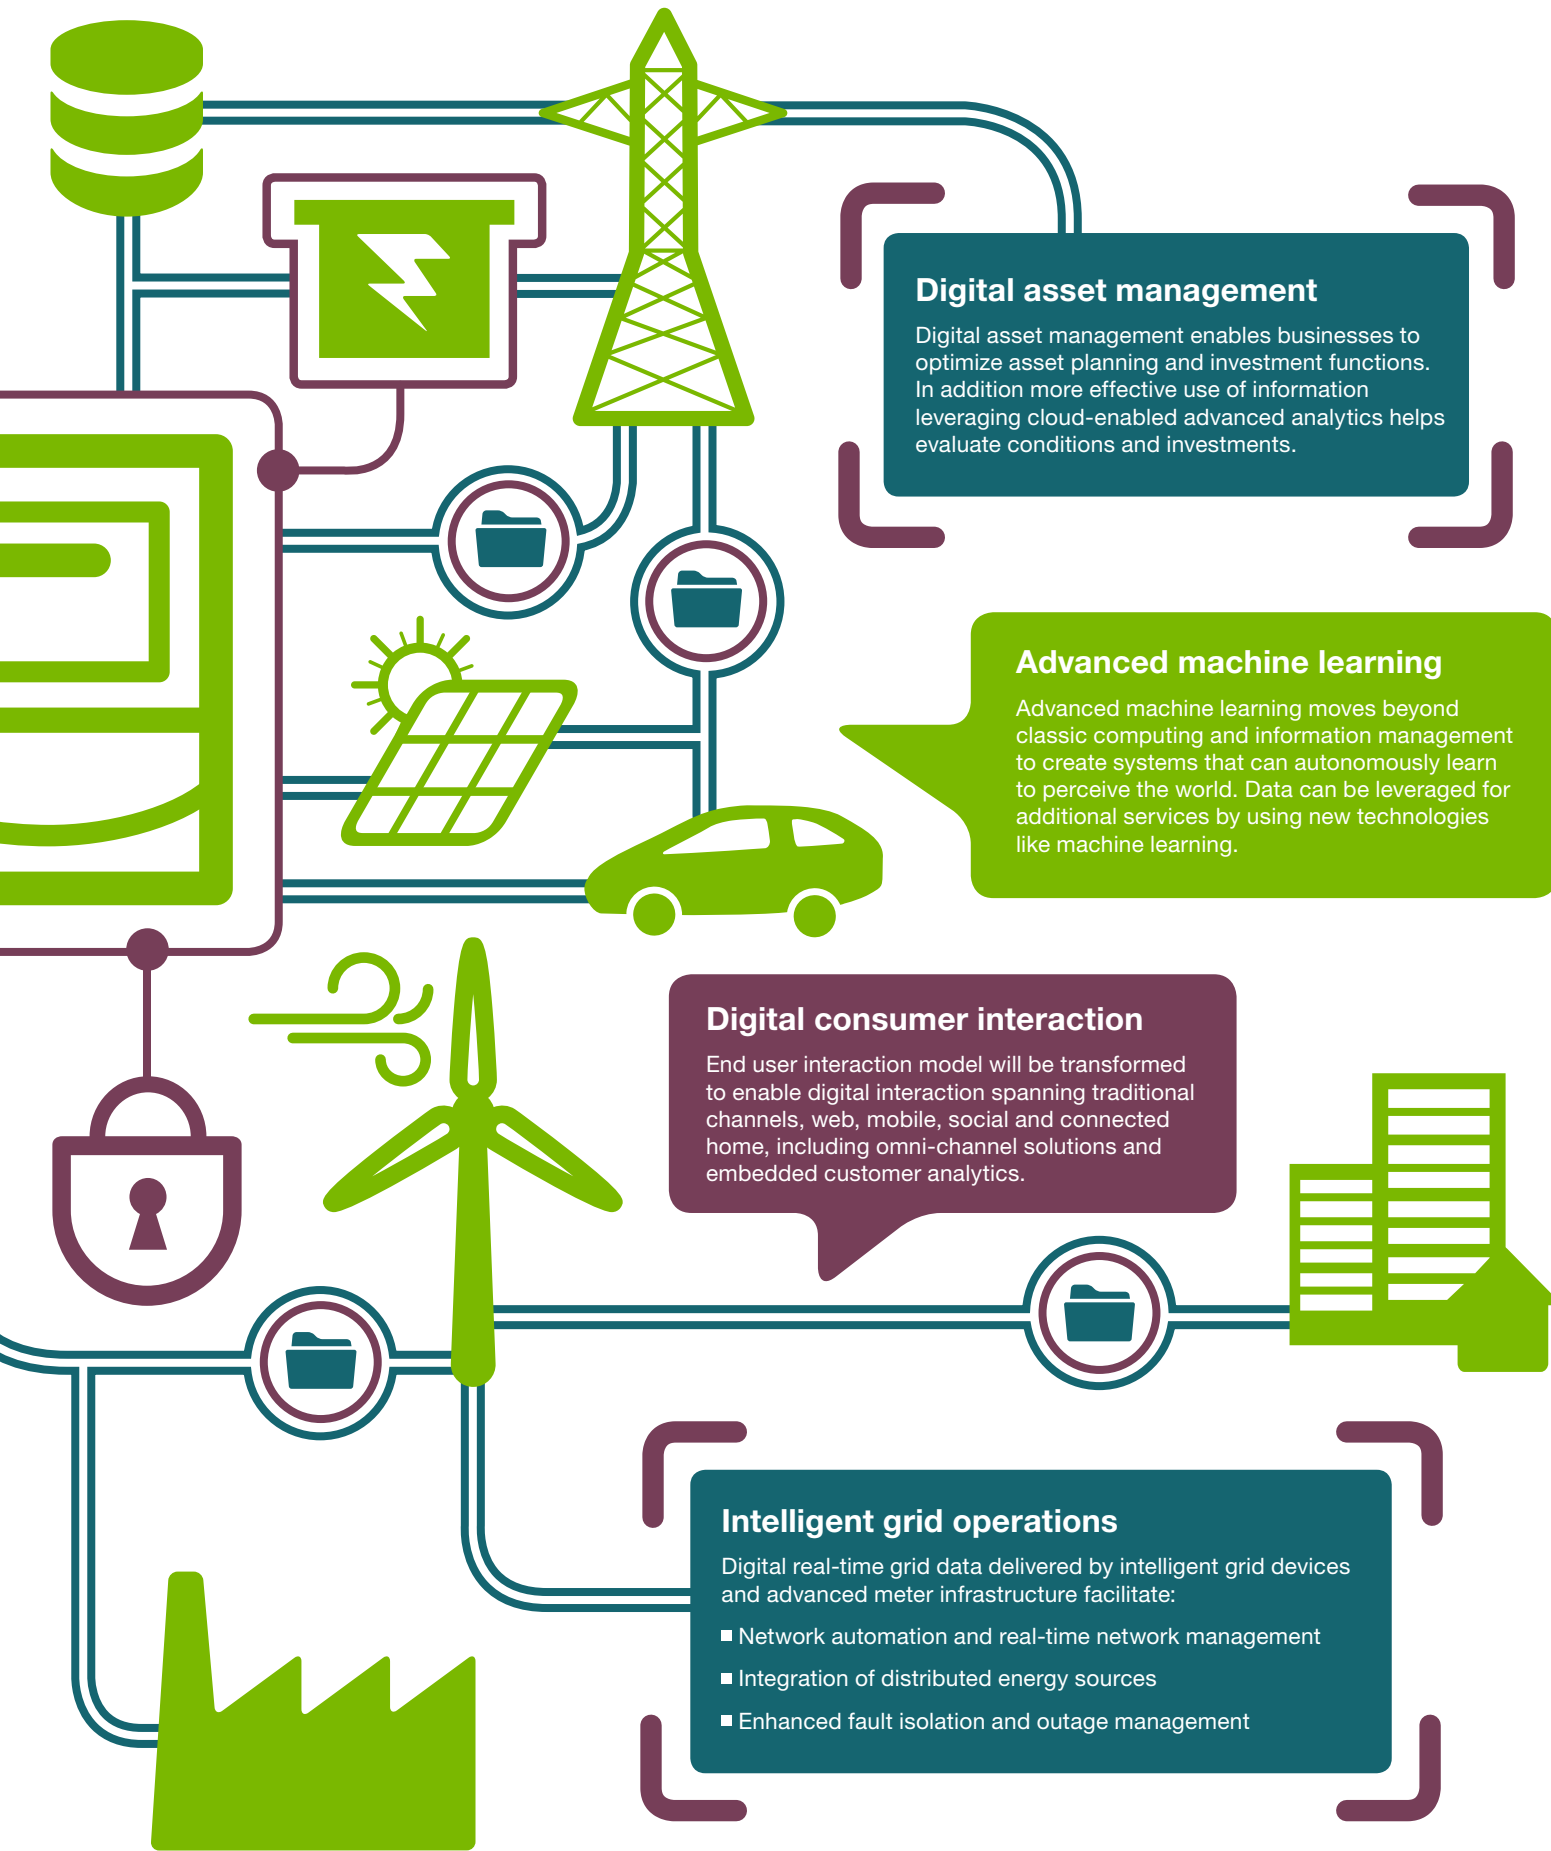 Digital asset management
Digital asset management enables businesses to
optimize asset planning and investment functions.
In addition more effective use of information
leveraging cloud-enabled advanced analytics helps
evaluate conditions and investments.
Advanced machine learning
Advanced machine learning moves beyond
classic computing and information management
to create systems that can autonomously learn
to perceive the world. Data can be leveraged for
additional services by using new technologies
like machine learning.
Digital consumer interaction
End user interaction model will be transformed
to enable digital interaction spanning traditional
channels, web, mobile, social and connected
home, including omni-channel solutions and
embedded customer analytics.
Intelligent grid operations
Digital real-time grid data delivered by intelligent grid devices
and advanced meter infrastructure facilitate:
Network automation and real-time network management
Integration of distributed energy sources
Enhanced fault isolation and outage management